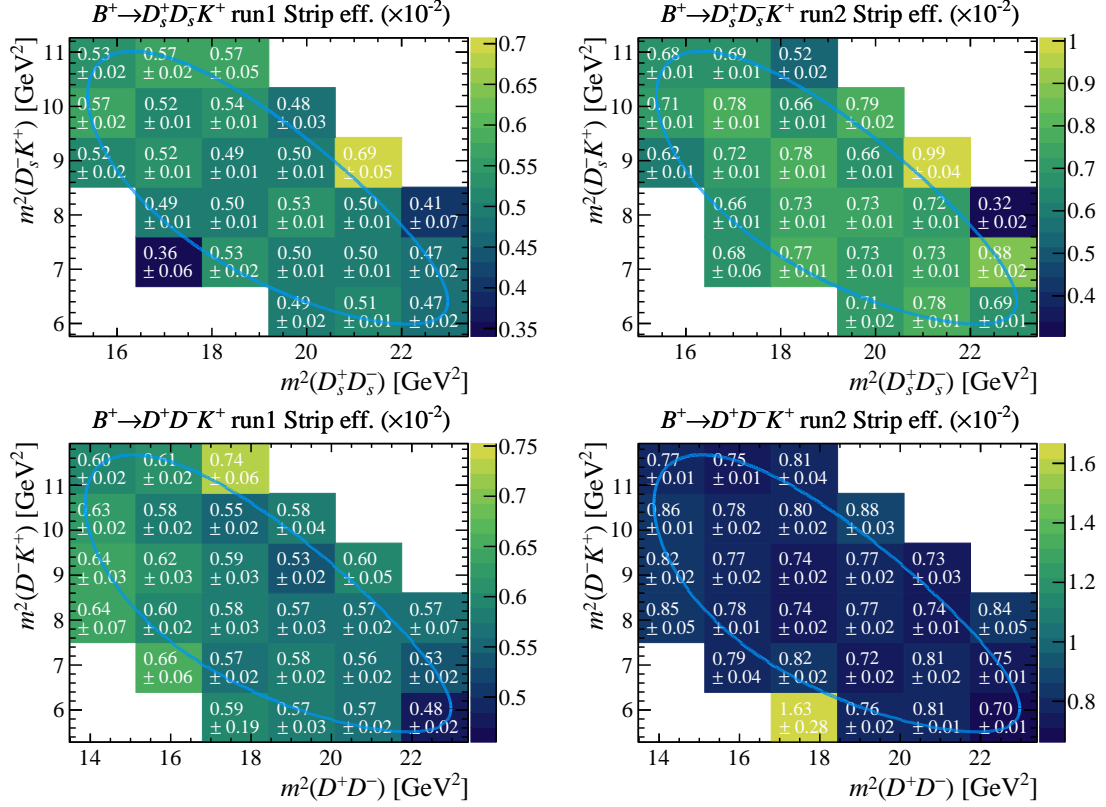 B⁺→D_s⁺D_s⁻K⁺ run1 Strip eff. (×10⁻²)
0.53 0.57 0.57
± 0.02 ± 0.02 ± 0.05
0.57 0.52 0.54 0.48
± 0.02 ± 0.01 ± 0.01 ± 0.03
0.52 0.52 0.49 0.50 0.69
± 0.02 ± 0.01 ± 0.01 ± 0.01 ± 0.05
0.49 0.50 0.53 0.50 0.41
± 0.01 ± 0.01 ± 0.01 ± 0.01 ± 0.07
0.36 0.53 0.50 0.50 0.47
± 0.06 ± 0.02 ± 0.01 ± 0.01 ± 0.02
0.49 0.51 0.47
± 0.02 ± 0.01 ± 0.02
11
10
9
8
7
6
m²(D_s⁻K⁺) [GeV²]
16 18 20 22
m²(D_s⁺D_s⁻) [GeV²]
0.7
0.65
0.6
0.55
0.5
0.45
0.4
0.35
B⁺→D_s⁺D_s⁻K⁺ run2 Strip eff. (×10⁻²)
0.68 0.69 0.52
± 0.01 ± 0.01 ± 0.02
0.71 0.78 0.66 0.79
± 0.01 ± 0.01 ± 0.01 ± 0.02
0.62 0.72 0.78 0.66 0.99
± 0.01 ± 0.01 ± 0.01 ± 0.01 ± 0.04
0.66 0.73 0.73 0.72 0.32
± 0.01 ± 0.01 ± 0.01 ± 0.01 ± 0.02
0.68 0.77 0.73 0.73 0.88
± 0.06 ± 0.01 ± 0.01 ± 0.01 ± 0.02
0.71 0.78 0.69
± 0.02 ± 0.01 ± 0.01
11
10
9
8
7
6
m²(D_s⁻K⁺) [GeV²]
16 18 20 22
m²(D_s⁺D_s⁻) [GeV²]
1
0.9
0.8
0.7
0.6
0.5
0.4
B⁺→D⁺D⁻K⁺ run1 Strip eff. (×10⁻²)
0.60 0.61 0.74
± 0.02 ± 0.02 ± 0.06
0.63 0.58 0.55 0.58
± 0.02 ± 0.02 ± 0.02 ± 0.04
0.64 0.62 0.59 0.53 0.60
± 0.03 ± 0.03 ± 0.03 ± 0.02 ± 0.05
0.64 0.60 0.58 0.57 0.57 0.57
± 0.07 ± 0.02 ± 0.03 ± 0.03 ± 0.02 ± 0.07
0.66 0.57 0.58 0.56 0.53
± 0.06 ± 0.02 ± 0.02 ± 0.02 ± 0.02
0.59 0.57 0.57 0.48
± 0.19 ± 0.03 ± 0.02 ± 0.02
11
10
9
8
7
6
m²(D⁻K⁺) [GeV²]
14 16 18 20 22
m²(D⁺D⁻) [GeV²]
0.75
0.7
0.65
0.6
0.55
0.5
B⁺→D⁺D⁻K⁺ run2 Strip eff. (×10⁻²)
0.77 0.75 0.81
± 0.01 ± 0.01 ± 0.04
0.86 0.78 0.80 0.88
± 0.01 ± 0.02 ± 0.02 ± 0.03
0.82 0.77 0.74 0.77 0.73
± 0.02 ± 0.02 ± 0.02 ± 0.02 ± 0.03
0.85 0.78 0.74 0.77 0.74 0.84
± 0.05 ± 0.01 ± 0.02 ± 0.02 ± 0.01 ± 0.05
0.79 0.82 0.72 0.81 0.75
± 0.04 ± 0.02 ± 0.02 ± 0.02 ± 0.01
1.63 0.76 0.81 0.70
± 0.28 ± 0.02 ± 0.01 ± 0.01
11
10
9
8
7
6
m²(D⁻K⁺) [GeV²]
14 16 18 20 22
m²(D⁺D⁻) [GeV²]
1.6
1.4
1.2
1
0.8